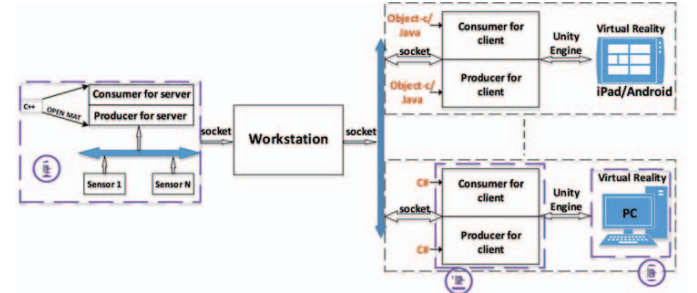 C++
OPEN MAT
Consumer for server
Producer for server
Sensor 1
Sensor N
socket
Workstation
socket
Object-c/
Java
Consumer for
client
socket
Object-c/
Java
Producer for
client
Unity
Engine
Virtual Reality
iPad/Android
C#
Consumer for
client
socket
C#
Producer for
client
Unity
Engine
Virtual Reality
PC